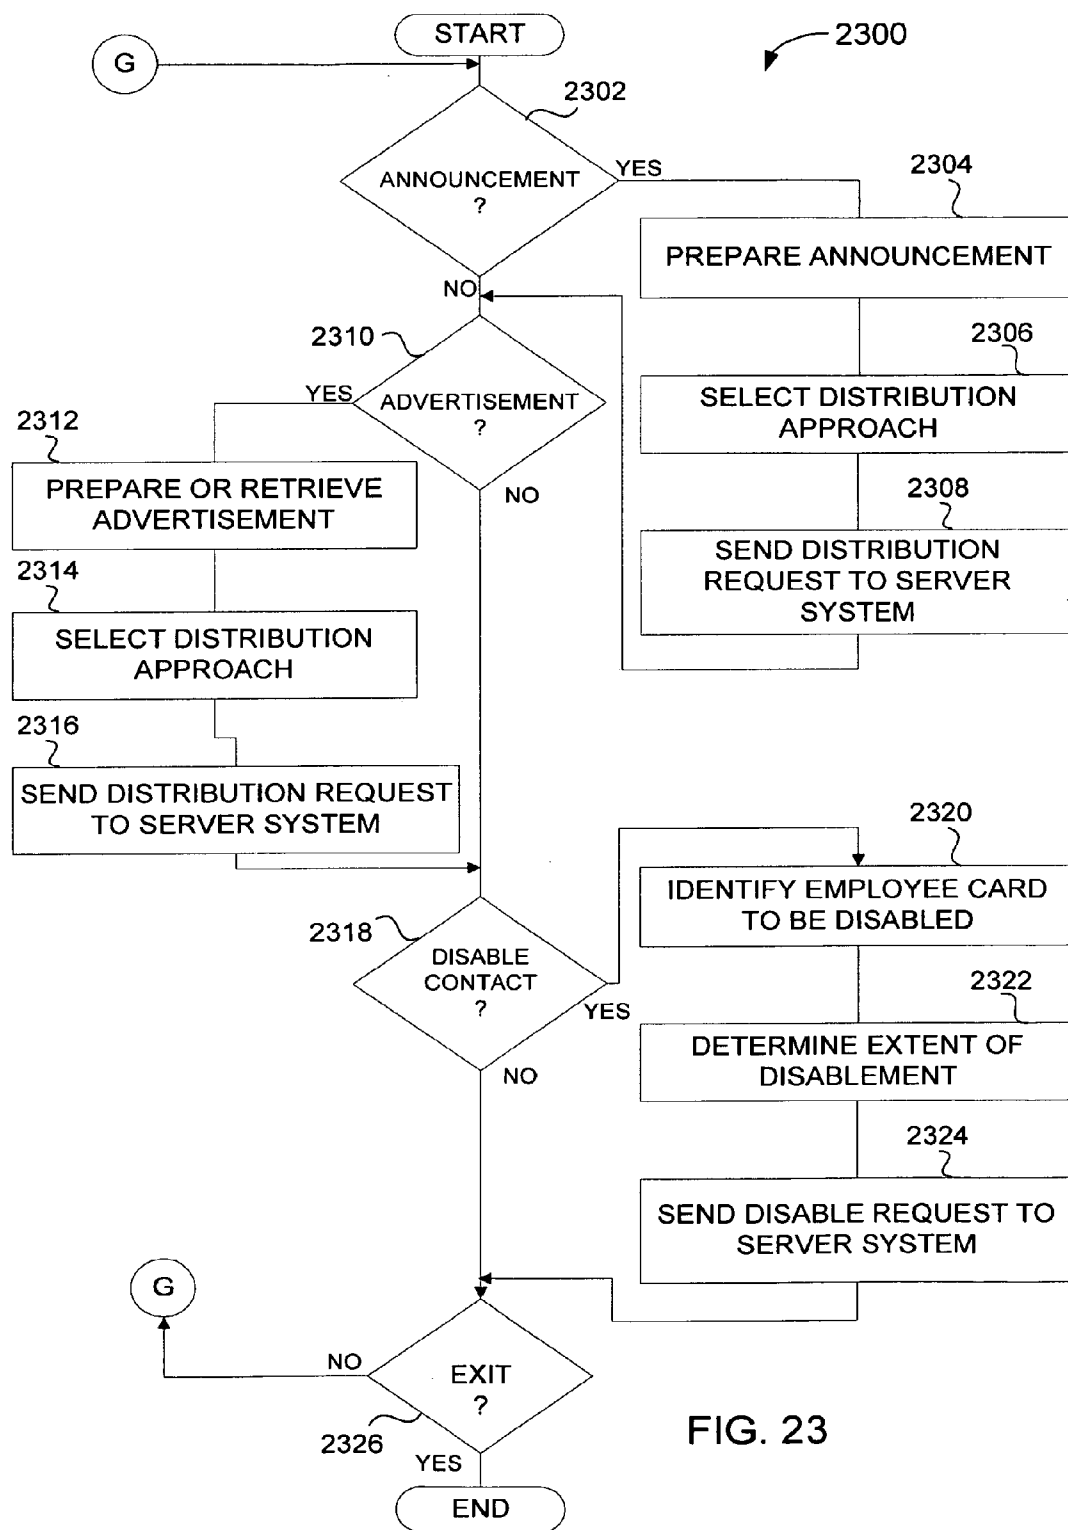 START
G
2300
2302
ANNOUNCEMENT
?
YES
NO
2304
PREPARE ANNOUNCEMENT
2306
SELECT DISTRIBUTION
APPROACH
2308
SEND DISTRIBUTION
REQUEST TO SERVER
SYSTEM
2310
ADVERTISEMENT
?
YES
NO
2312
PREPARE OR RETRIEVE
ADVERTISEMENT
2314
SELECT DISTRIBUTION
APPROACH
2316
SEND DISTRIBUTION REQUEST
TO SERVER SYSTEM
2318
DISABLE
CONTACT
?
YES
NO
2320
IDENTIFY EMPLOYEE CARD
TO BE DISABLED
2322
DETERMINE EXTENT OF
DISABLEMENT
2324
SEND DISABLE REQUEST TO
SERVER SYSTEM
G
NO
EXIT
?
2326
YES
END
FIG. 23